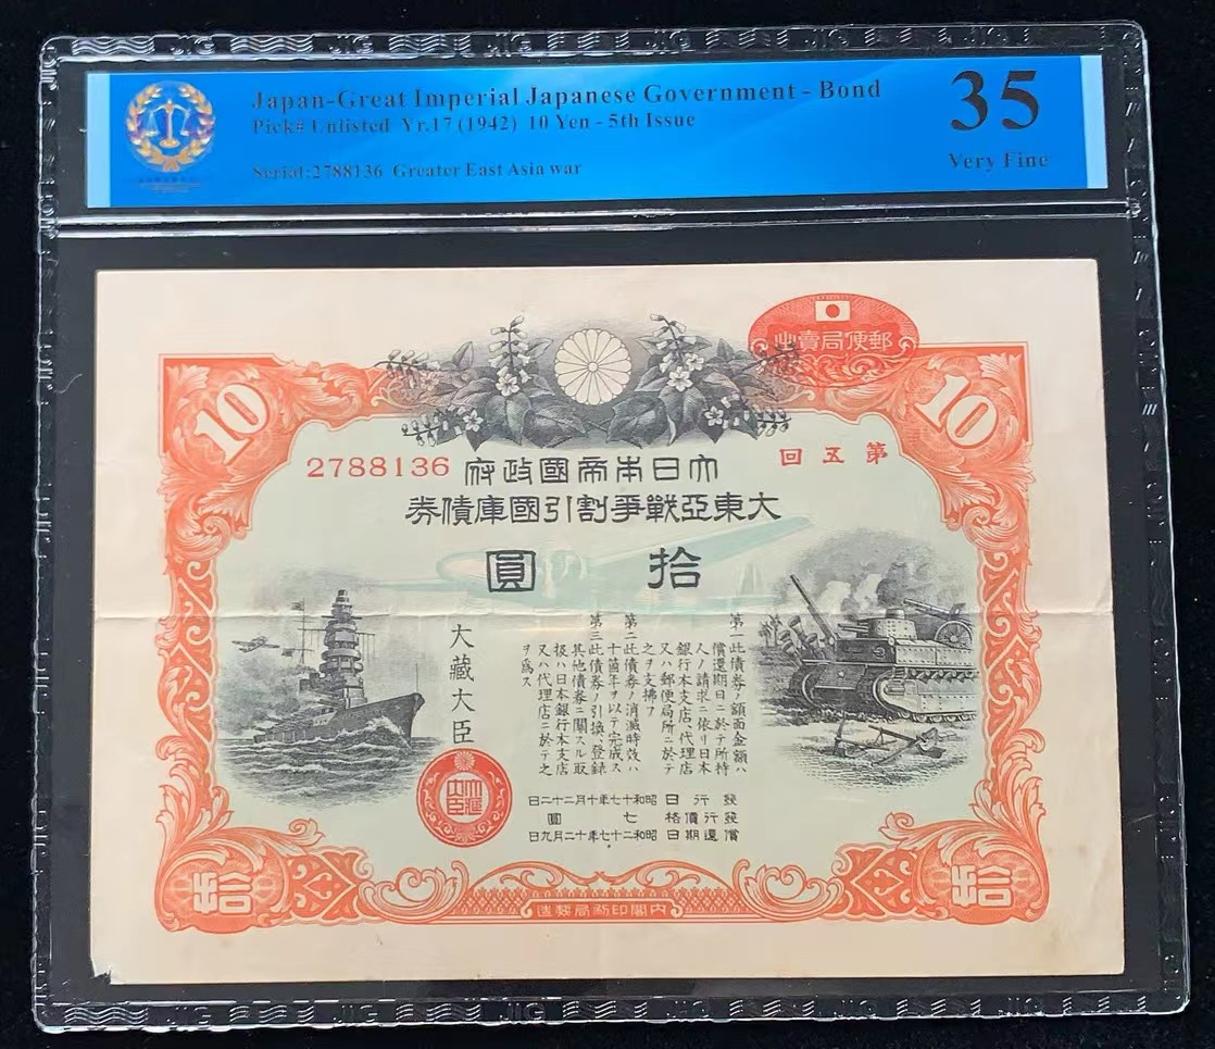 Japan-Great Imperial Japanese Government - Bond
Pick# Unlisted Yr.17 (1942) 10 Yen - 5th Issue
Serial:2788136 Greater East Asia war
35
Very Fine
郵便局賣出
10
10
第五回
2788136
大日本帝國政府
大東亞戰爭割引國庫債券
拾圓
第一此債券ノ額面金額ハ
償還期日ニ於テ所持
人ノ請求ニ依リ日本
銀行本支店、代理店
又ハ郵便局所ニ於テ
之ヲ支拂フ
第二此債券ノ消滅時效ハ
十箇年ヲ以テ完成ス
第三此債券ノ引換、登錄
其他債券ニ關スル取
扱ハ日本銀行本支店
又ハ代理店ニ於テ之
ヲ爲ス
大藏大臣
發行日 昭和十七年十月二十二日
發行價格 七圓
償還期日 昭和二十七年十二月九日
拾
拾
內閣印刷局製造